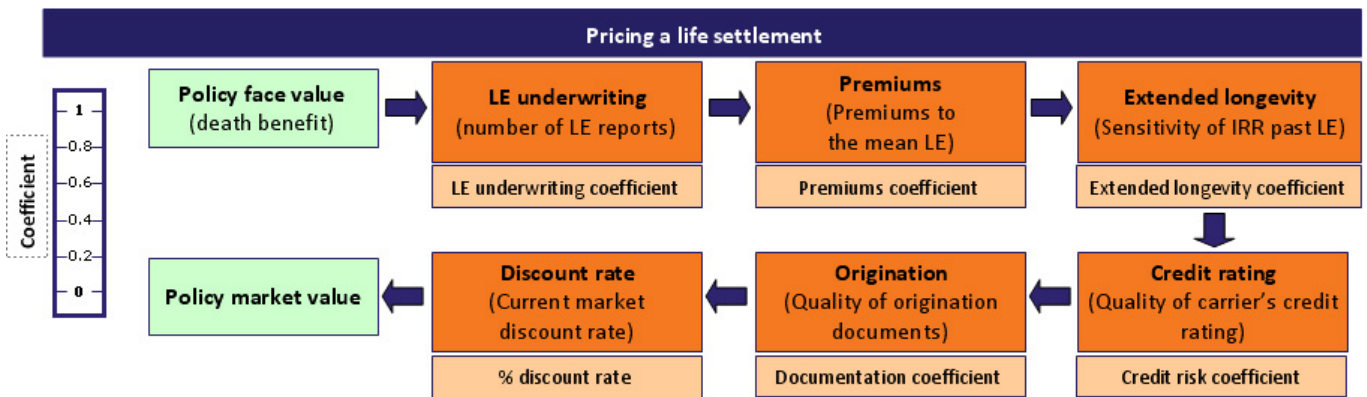 Pricing a life settlement
Coefficient
1
0.8
0.6
0.4
0.2
0
Policy face value
(death benefit)
LE underwriting
(number of LE reports)
LE underwriting coefficient
Premiums
(Premiums to
the mean LE)
Premiums coefficient
Extended longevity
(Sensitivity of IRR past LE)
Extended longevity coefficient
Credit rating
(Quality of carrier's credit
rating)
Credit risk coefficient
Origination
(Quality of origination
documents)
Documentation coefficient
Discount rate
(Current market
discount rate)
% discount rate
Policy market value